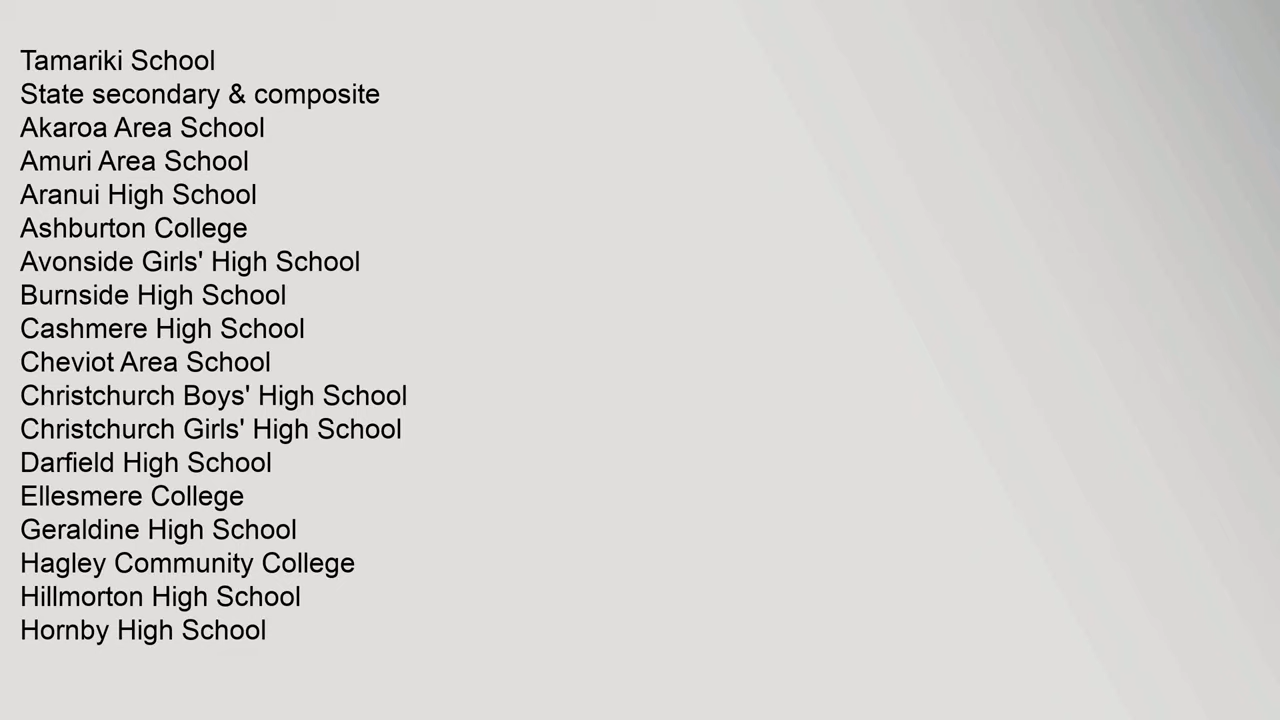 Tamariki School
State secondary & composite
Akaroa Area School
Amuri Area School
Aranui High School
Ashburton College
Avonside Girls' High School
Burnside High School
Cashmere High School
Cheviot Area School
Christchurch Boys' High School
Christchurch Girls' High School
Darfield High School
Ellesmere College
Geraldine High School
Hagley Community College
Hillmorton High School
Hornby High School